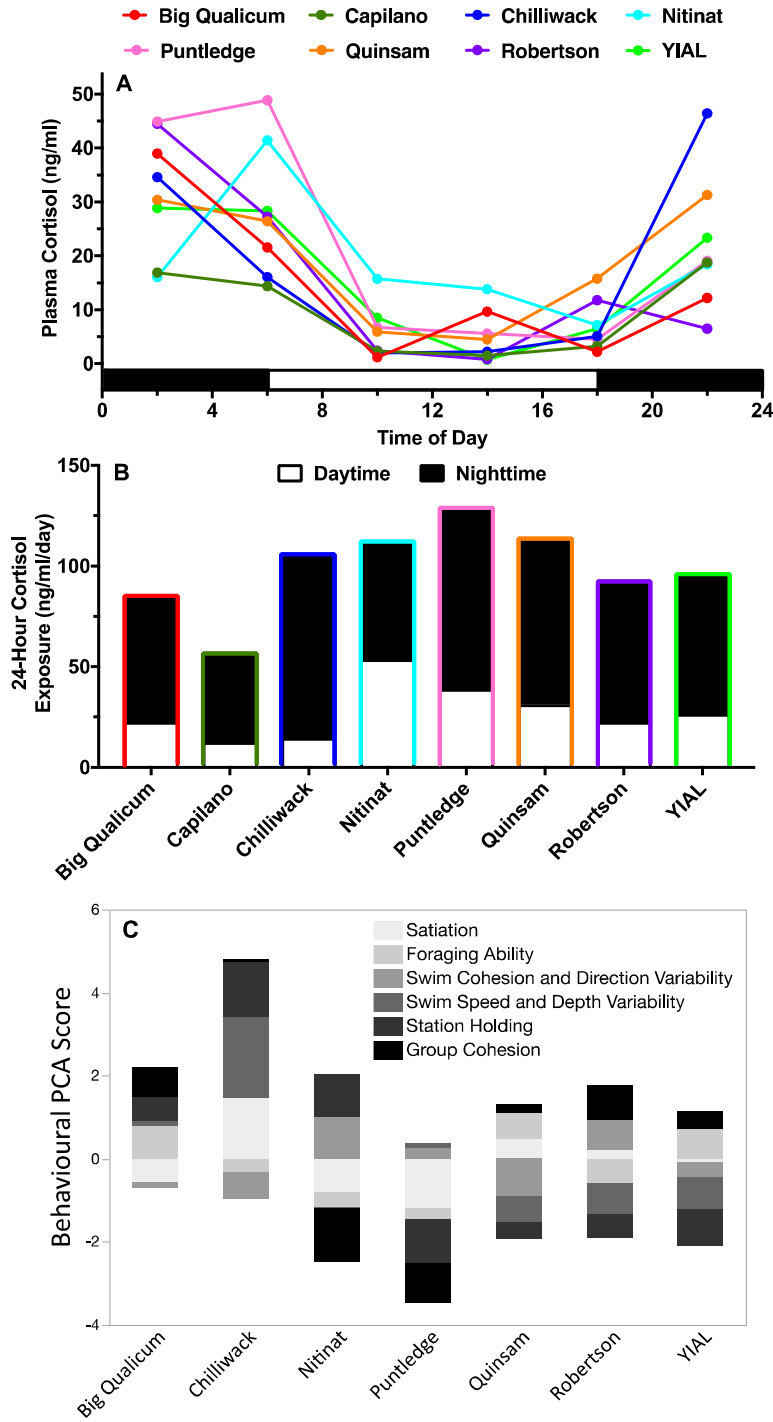 Big Qualicum Capilano Chilliwack Nitinat
Puntledge Quinsam Robertson YIAL
A
Plasma Cortisol (ng/ml)
50
40
30
20
10
0
0 4 8 12 16 20 24
Time of Day
B
Daytime Nighttime
24-Hour Cortisol
Exposure (ng/ml/day)
150
100
50
0
Big Qualicum Capilano Chilliwack Nitinat Puntledge Quinsam Robertson YIAL
C
Satiation
Foraging Ability
Swim Cohesion and Direction Variability
Swim Speed and Depth Variability
Station Holding
Group Cohesion
Behavioural PCA Score
6
4
2
0
-2
-4
Big Qualicum Chilliwack Nitinat Puntledge Quinsam Robertson YIAL